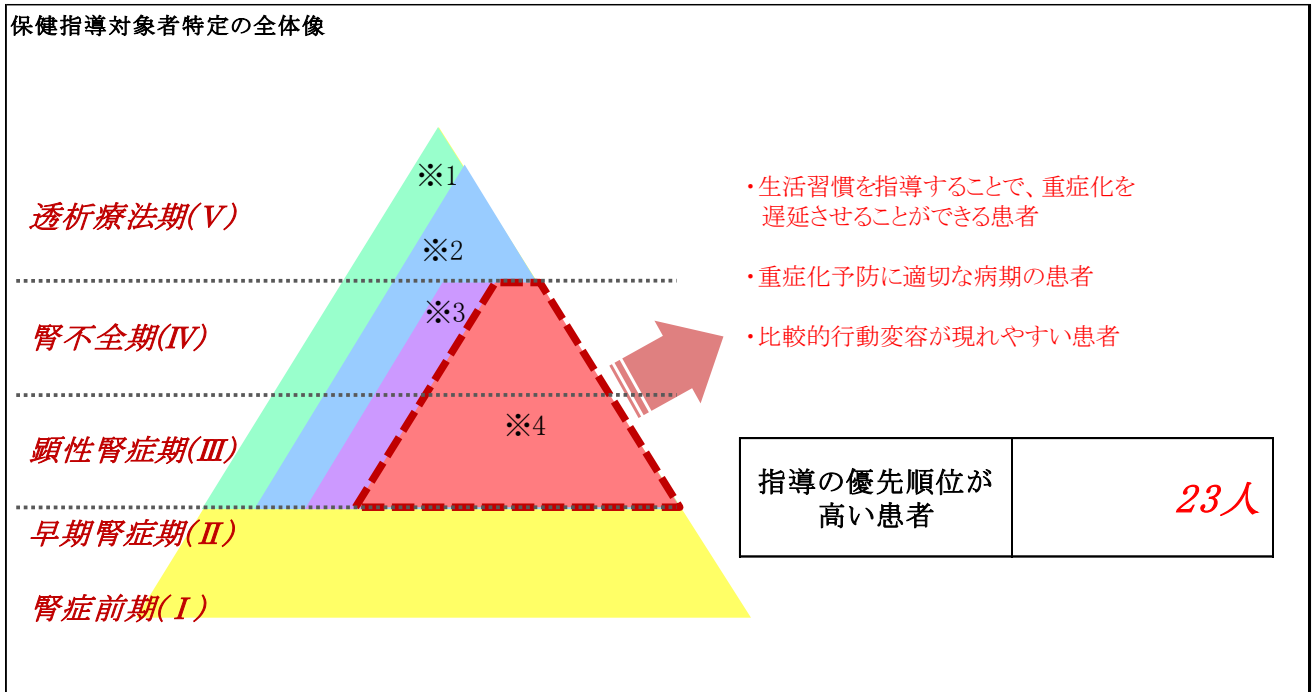 保健指導対象者特定の全体像
※1
透析療法期(Ⅴ)
※2
※3
腎不全期(Ⅳ)
※4
顕性腎症期(Ⅲ)
早期腎症期(Ⅱ)
腎症前期(Ⅰ)
・生活習慣を指導することで、重症化を
遅延させることができる患者
・重症化予防に適切な病期の患者
・比較的行動変容が現れやすい患者
指導の優先順位が
高い患者
23人